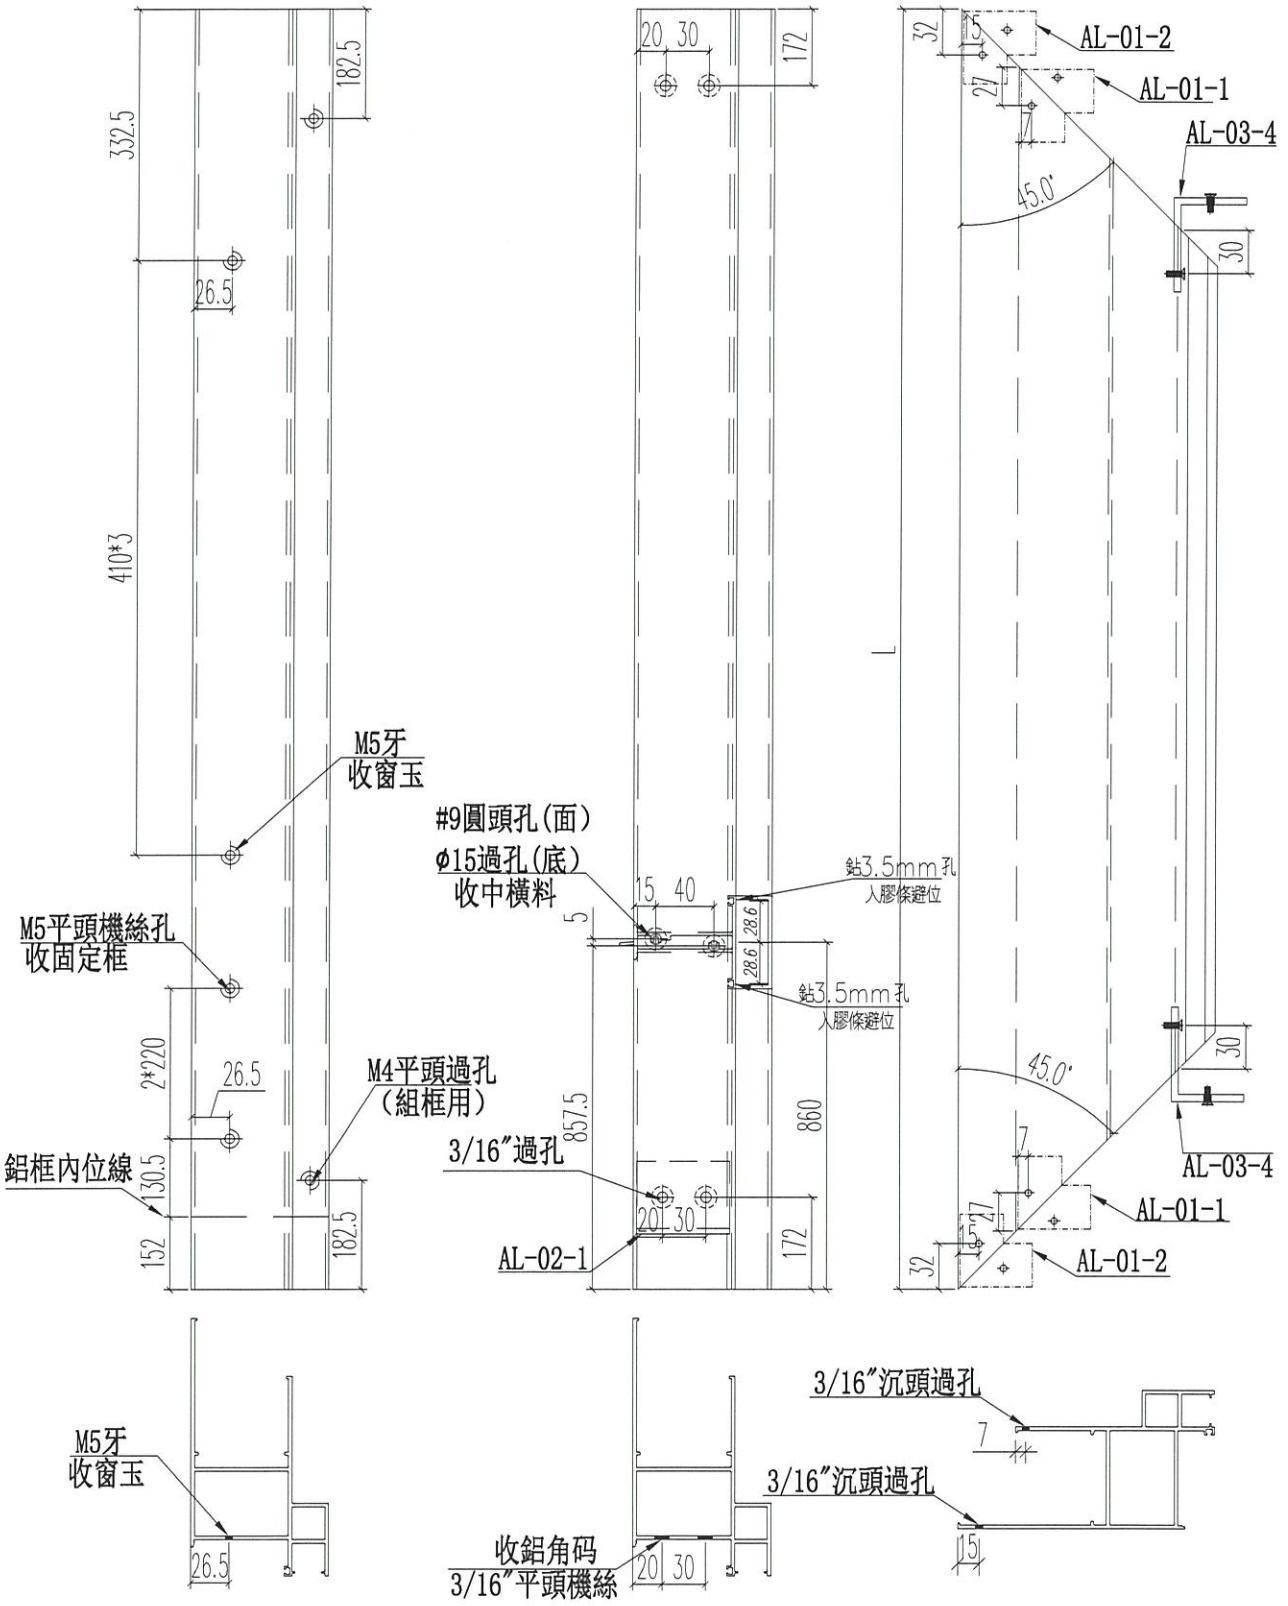 182.5
332.5
26.5
410*3
M5牙
收窗玉
M5平頭機絲孔
收固定框
2*220
26.5
M4平頭過孔
(組框用)
鋁框內位線
130.5
152
182.5
M5牙
收窗玉
26.5
20
30
172
#9圓頭孔(面)
ϕ15過孔(底)
收中橫料
15
40
5
28.6
28.6
鉆3.5mm孔
入膠條避位
鉆3.5mm孔
入膠條避位
857.5
860
3/16"過孔
20
30
172
AL-02-1
收鋁角码
3/16"平頭機絲
20
30
32
15
AL-01-2
27
7
AL-01-1
AL-03-4
45.0°
30
L
45.0°
30
7
AL-03-4
27
AL-01-1
15
32
AL-01-2
3/16"沉頭過孔
7
3/16"沉頭過孔
15